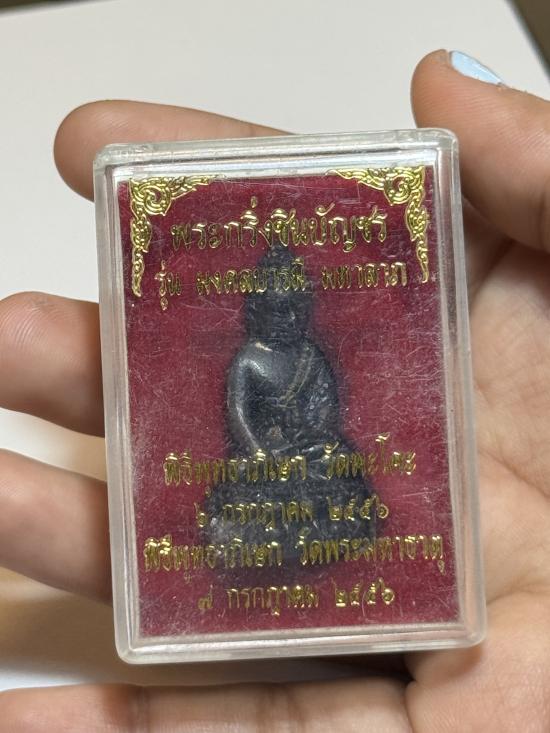 พระกริ่งชินบัญชร
รุ่น มงคลบารมี มหาลาภ
พิธีพุทธาภิเษก วัดพะโคะ
๖ กรกฎาคม ๒๕๕๖
พิธีพุทธาภิเษก วัดพระมหาธาตุ
๗ กรกฎาคม ๒๕๕๖